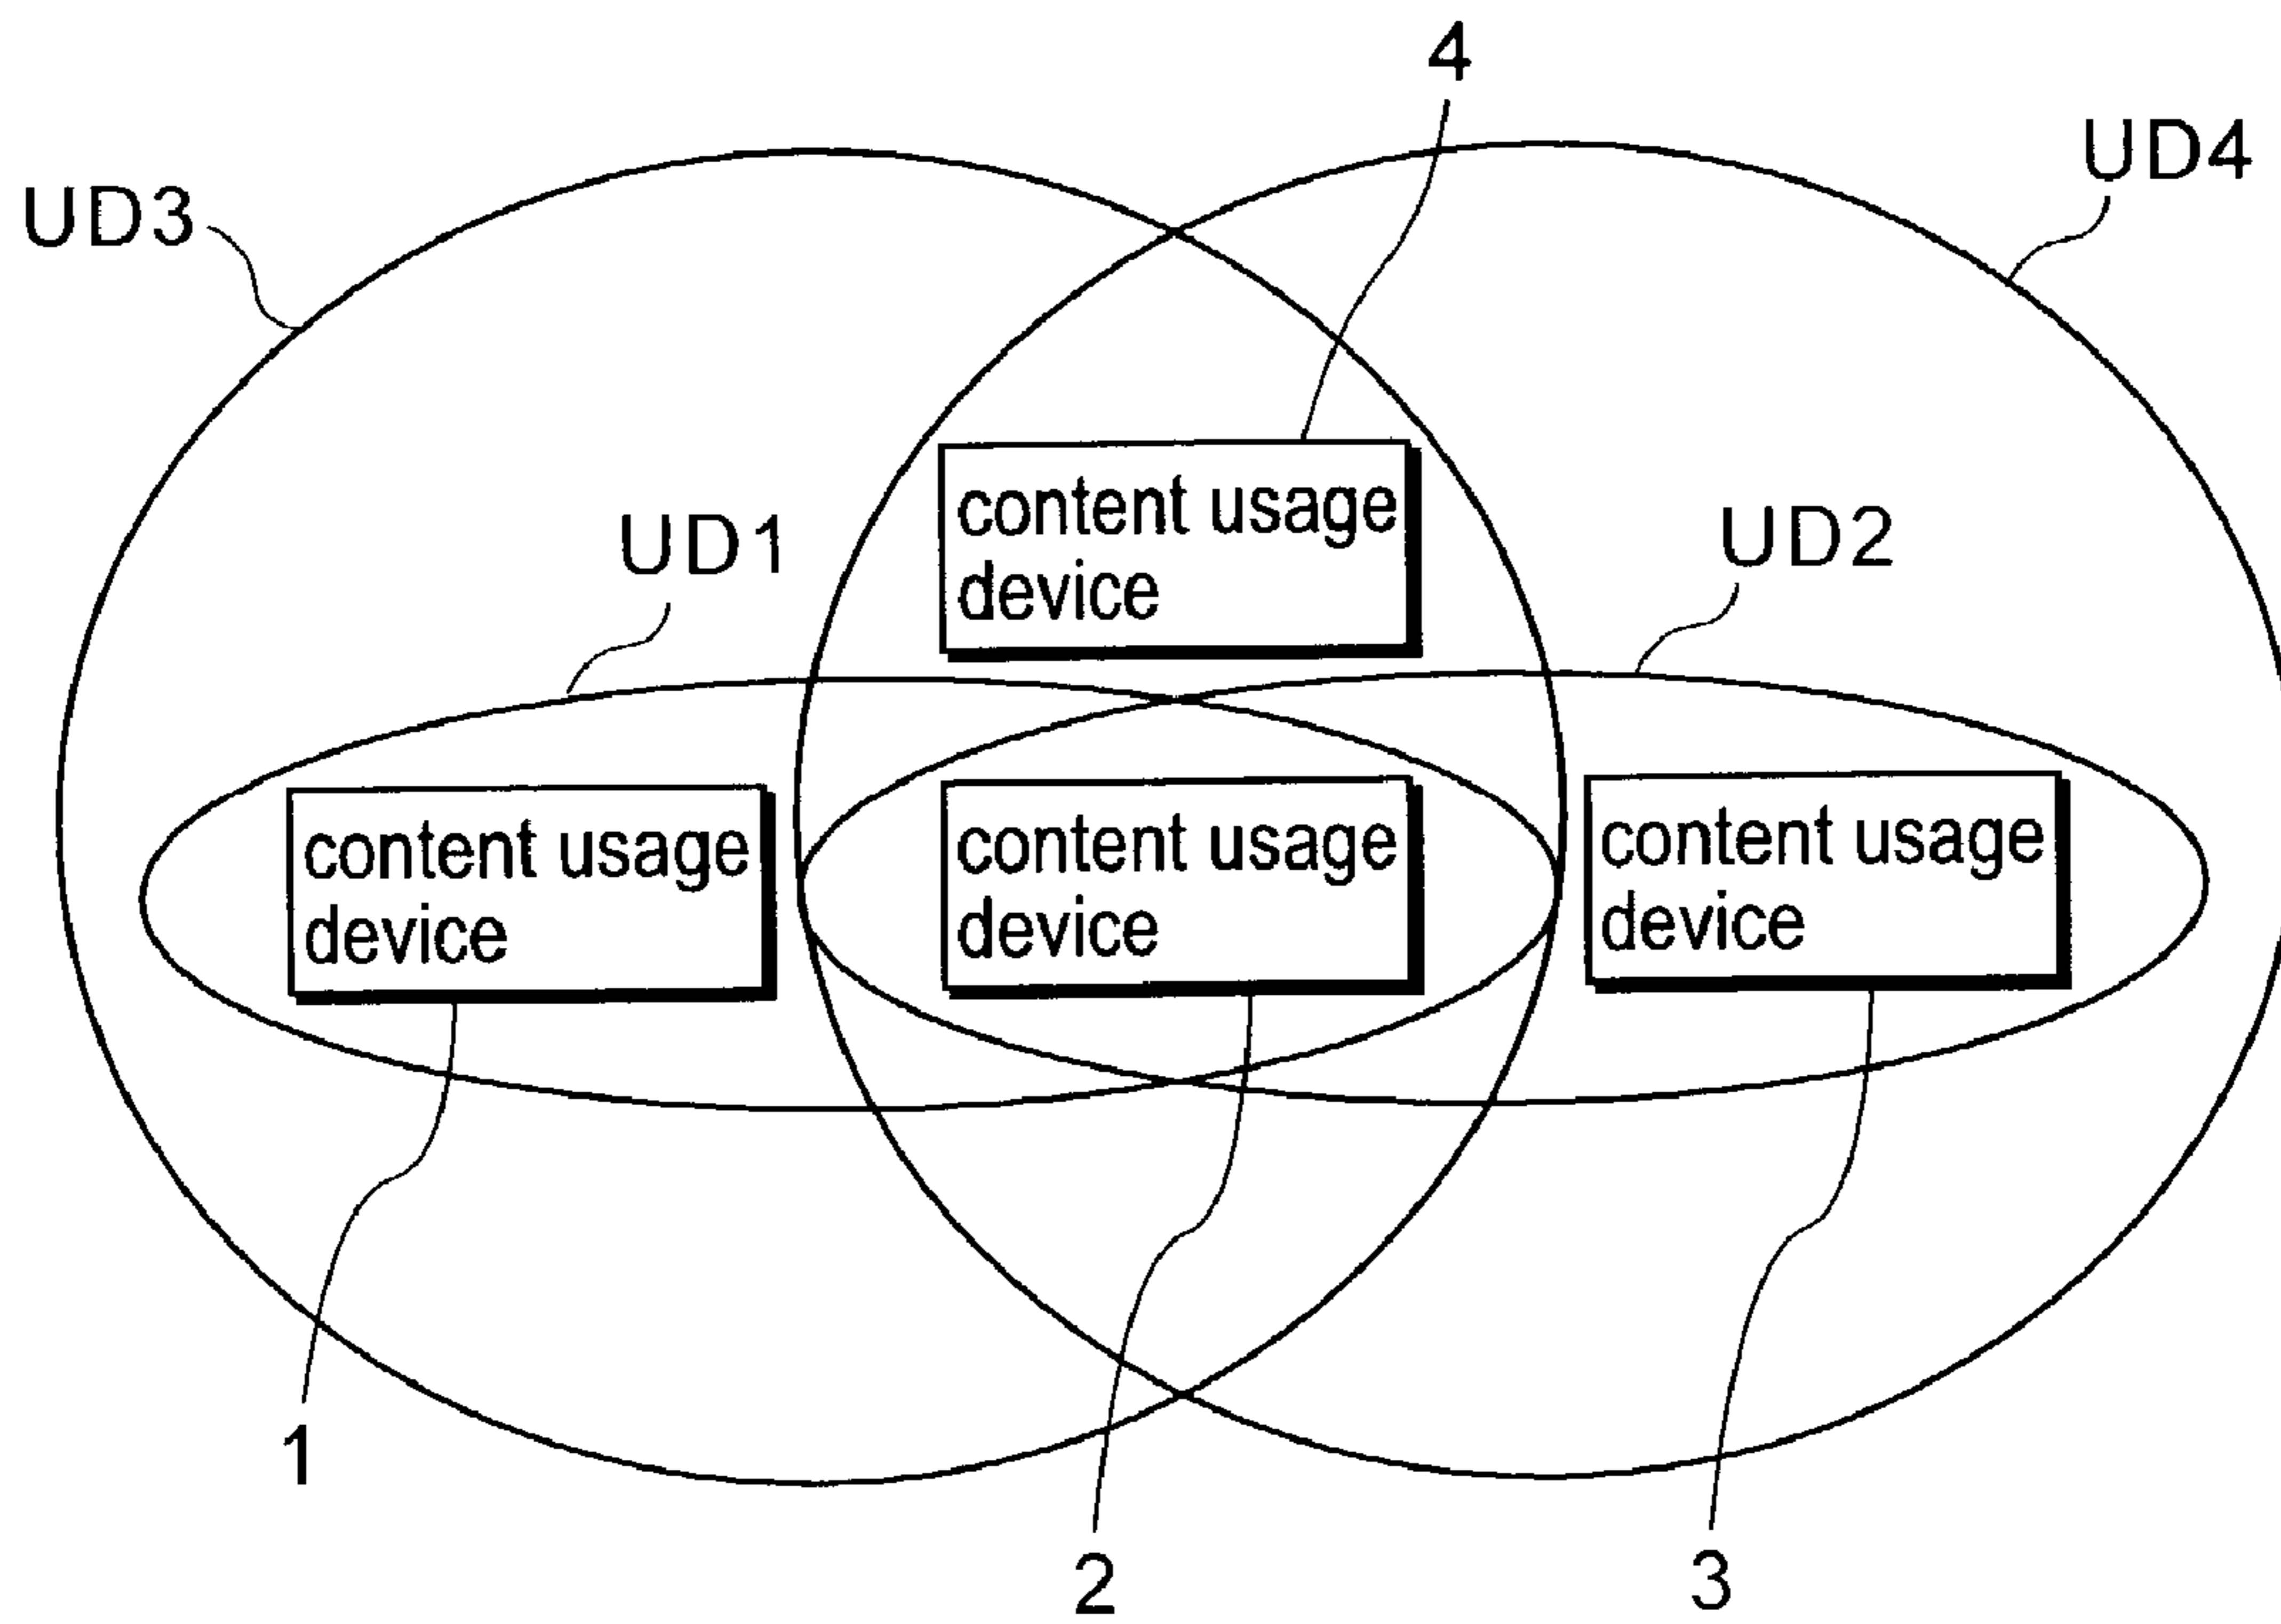 4
UD4
UD3
content usage
device
UD1
UD2
content usage
device
content usage
device
content usage
device
1
2
3